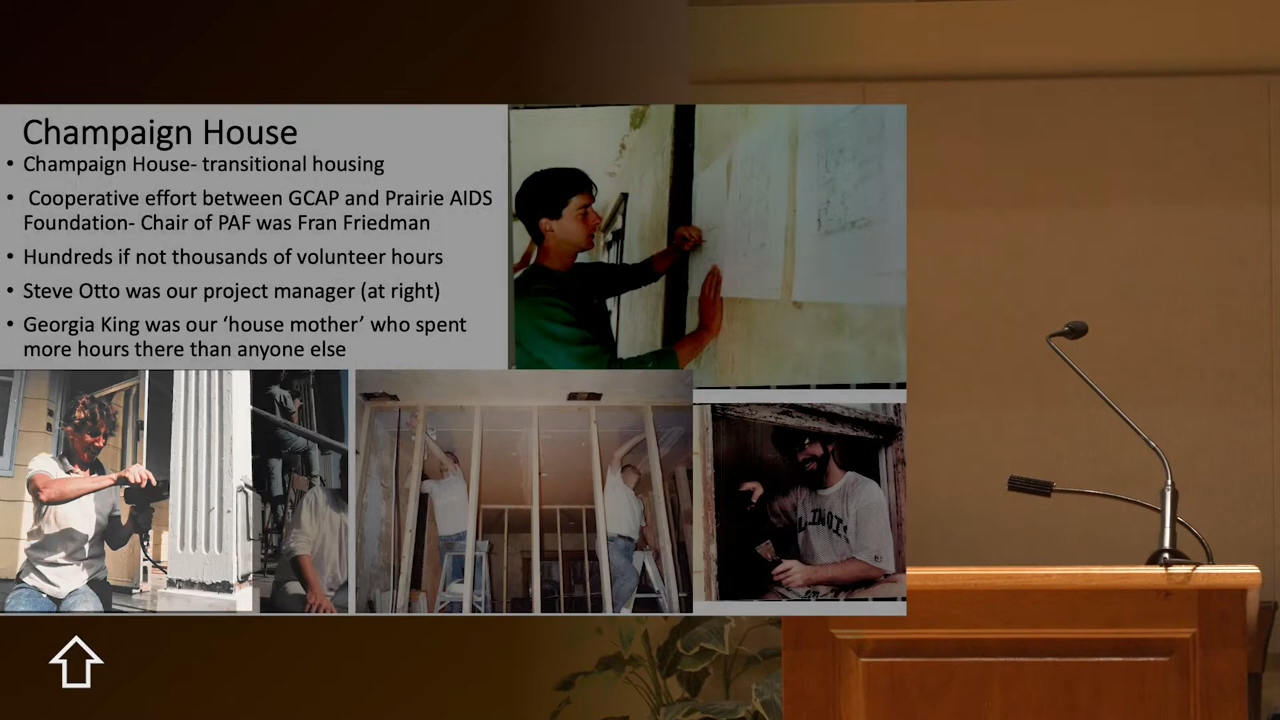 Champaign House
• Champaign House- transitional housing
• Cooperative effort between GCAP and Prairie AIDS
Foundation- Chair of PAF was Fran Friedman
• Hundreds if not thousands of volunteer hours
• Steve Otto was our project manager (at right)
• Georgia King was our ‘house mother’ who spent
more hours there than anyone else
ILLINOIS